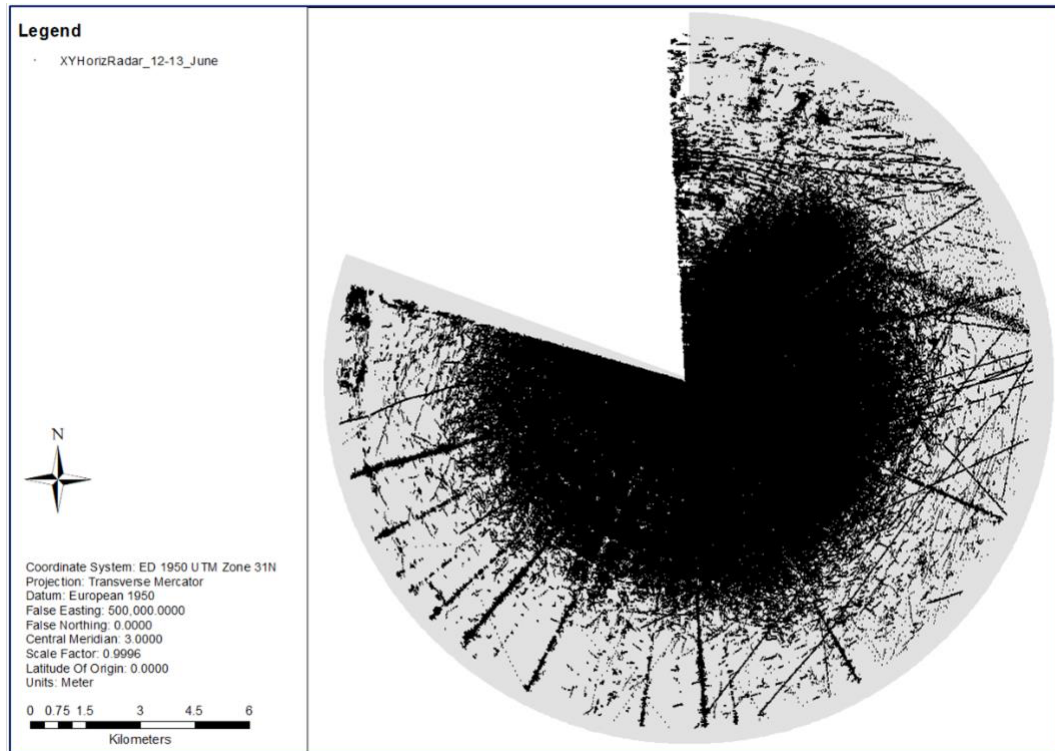 Legend
XYHorizRadar_12-13_June
N
Coordinate System: ED 1950 UTM Zone 31N
Projection: Transverse Mercator
Datum: European 1950
False Easting: 500,000.0000
False Northing: 0.0000
Central Meridian: 3.0000
Scale Factor: 0.9996
Latitude Of Origin: 0.0000
Units: Meter
0 0.75 1.5 3 4.5 6
Kilometers